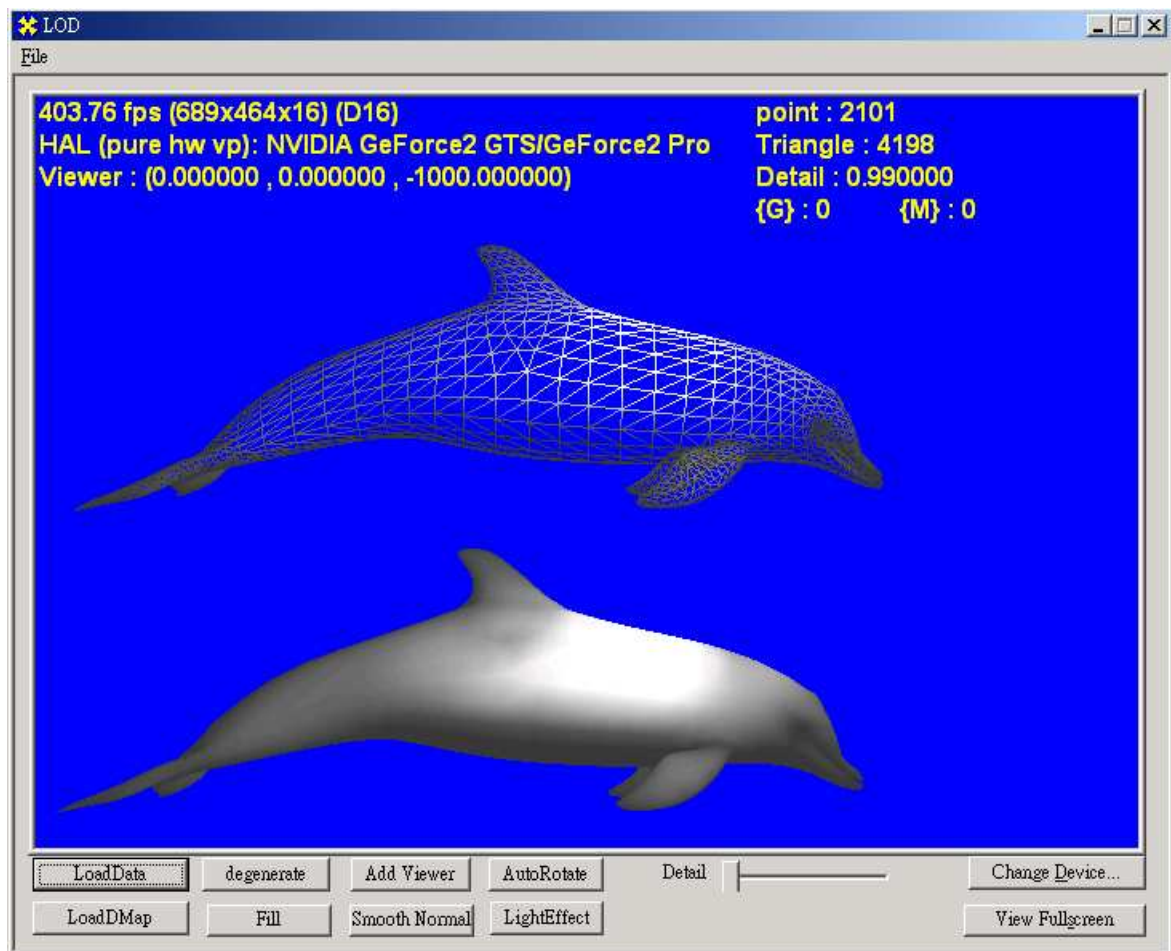 LOD
File
403.76 fps (689x464x16) (D16)
HAL (pure hw vp): NVIDIA GeForce2 GTS/GeForce2 Pro
Viewer : (0.000000 , 0.000000 , -1000.000000)
point : 2101
Triangle : 4198
Detail : 0.990000
{G} : 0 {M} : 0
LoadData degenerate Add Viewer AutoRotate Detail Change Device...
LoadDMap Fill Smooth Normal LightEffect View Fullscreen